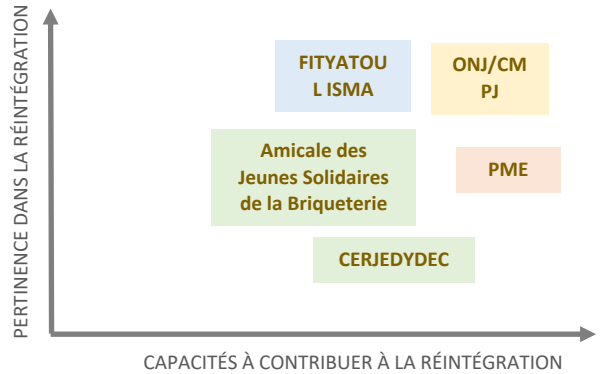 PERTINENCE DANS LA RÉINTÉGRATION
FITYATOU
L ISMA
ONJ/CM
PJ
Amicale des
Jeunes Solidaires
de la Briqueterie
PME
CERJEDYDEC
CAPACITÉS À CONTRIBUER À LA RÉINTÉGRATION